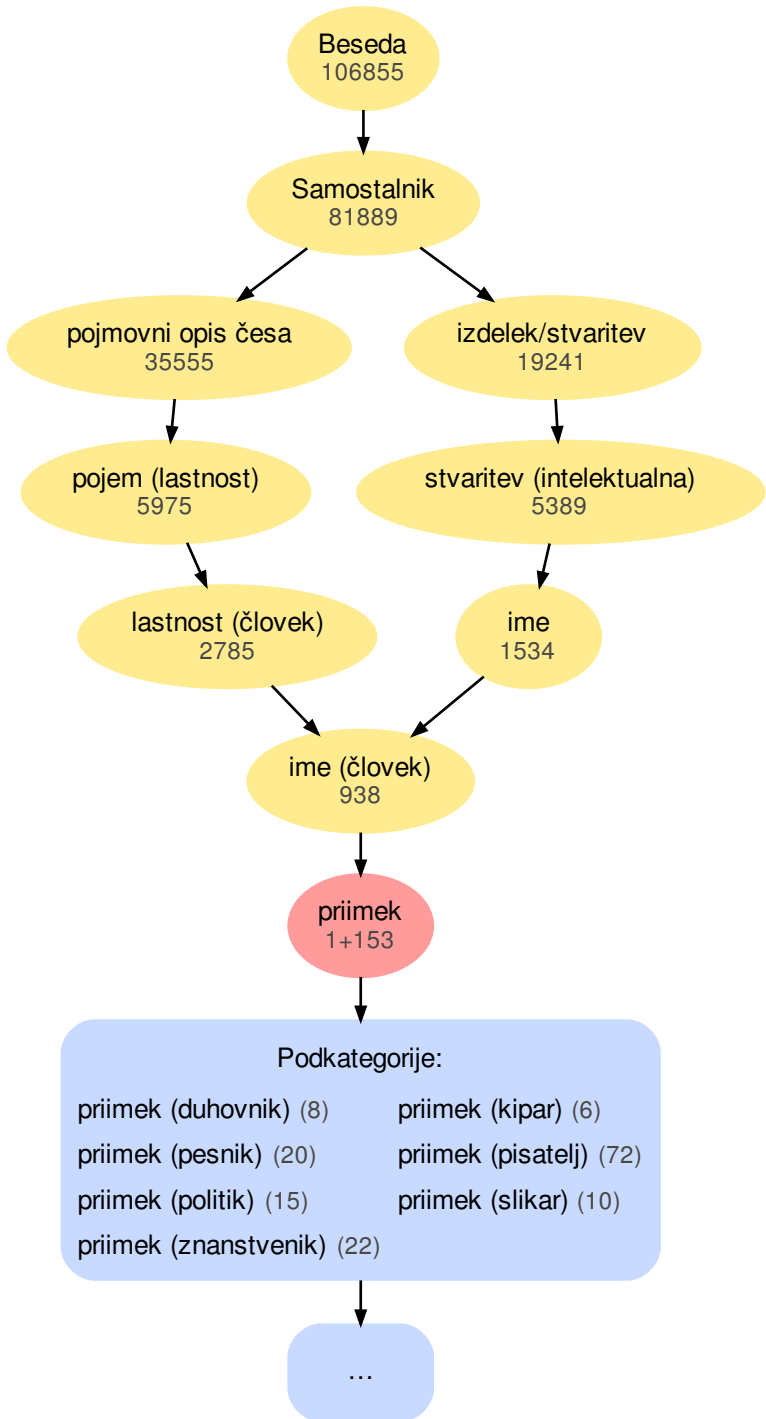 Beseda
106855
Samostalnik
81889
pojmovni opis česa
35555
izdelek/stvaritev
19241
pojem (lastnost)
5975
stvaritev (intelektualna)
5389
lastnost (človek)
2785
ime
1534
ime (človek)
938
priimek
1+153
Podkategorije:
priimek (duhovnik) (8)
priimek (kipar) (6)
priimek (pesnik) (20)
priimek (pisatelj) (72)
priimek (politik) (15)
priimek (slikar) (10)
priimek (znanstvenik) (22)
...